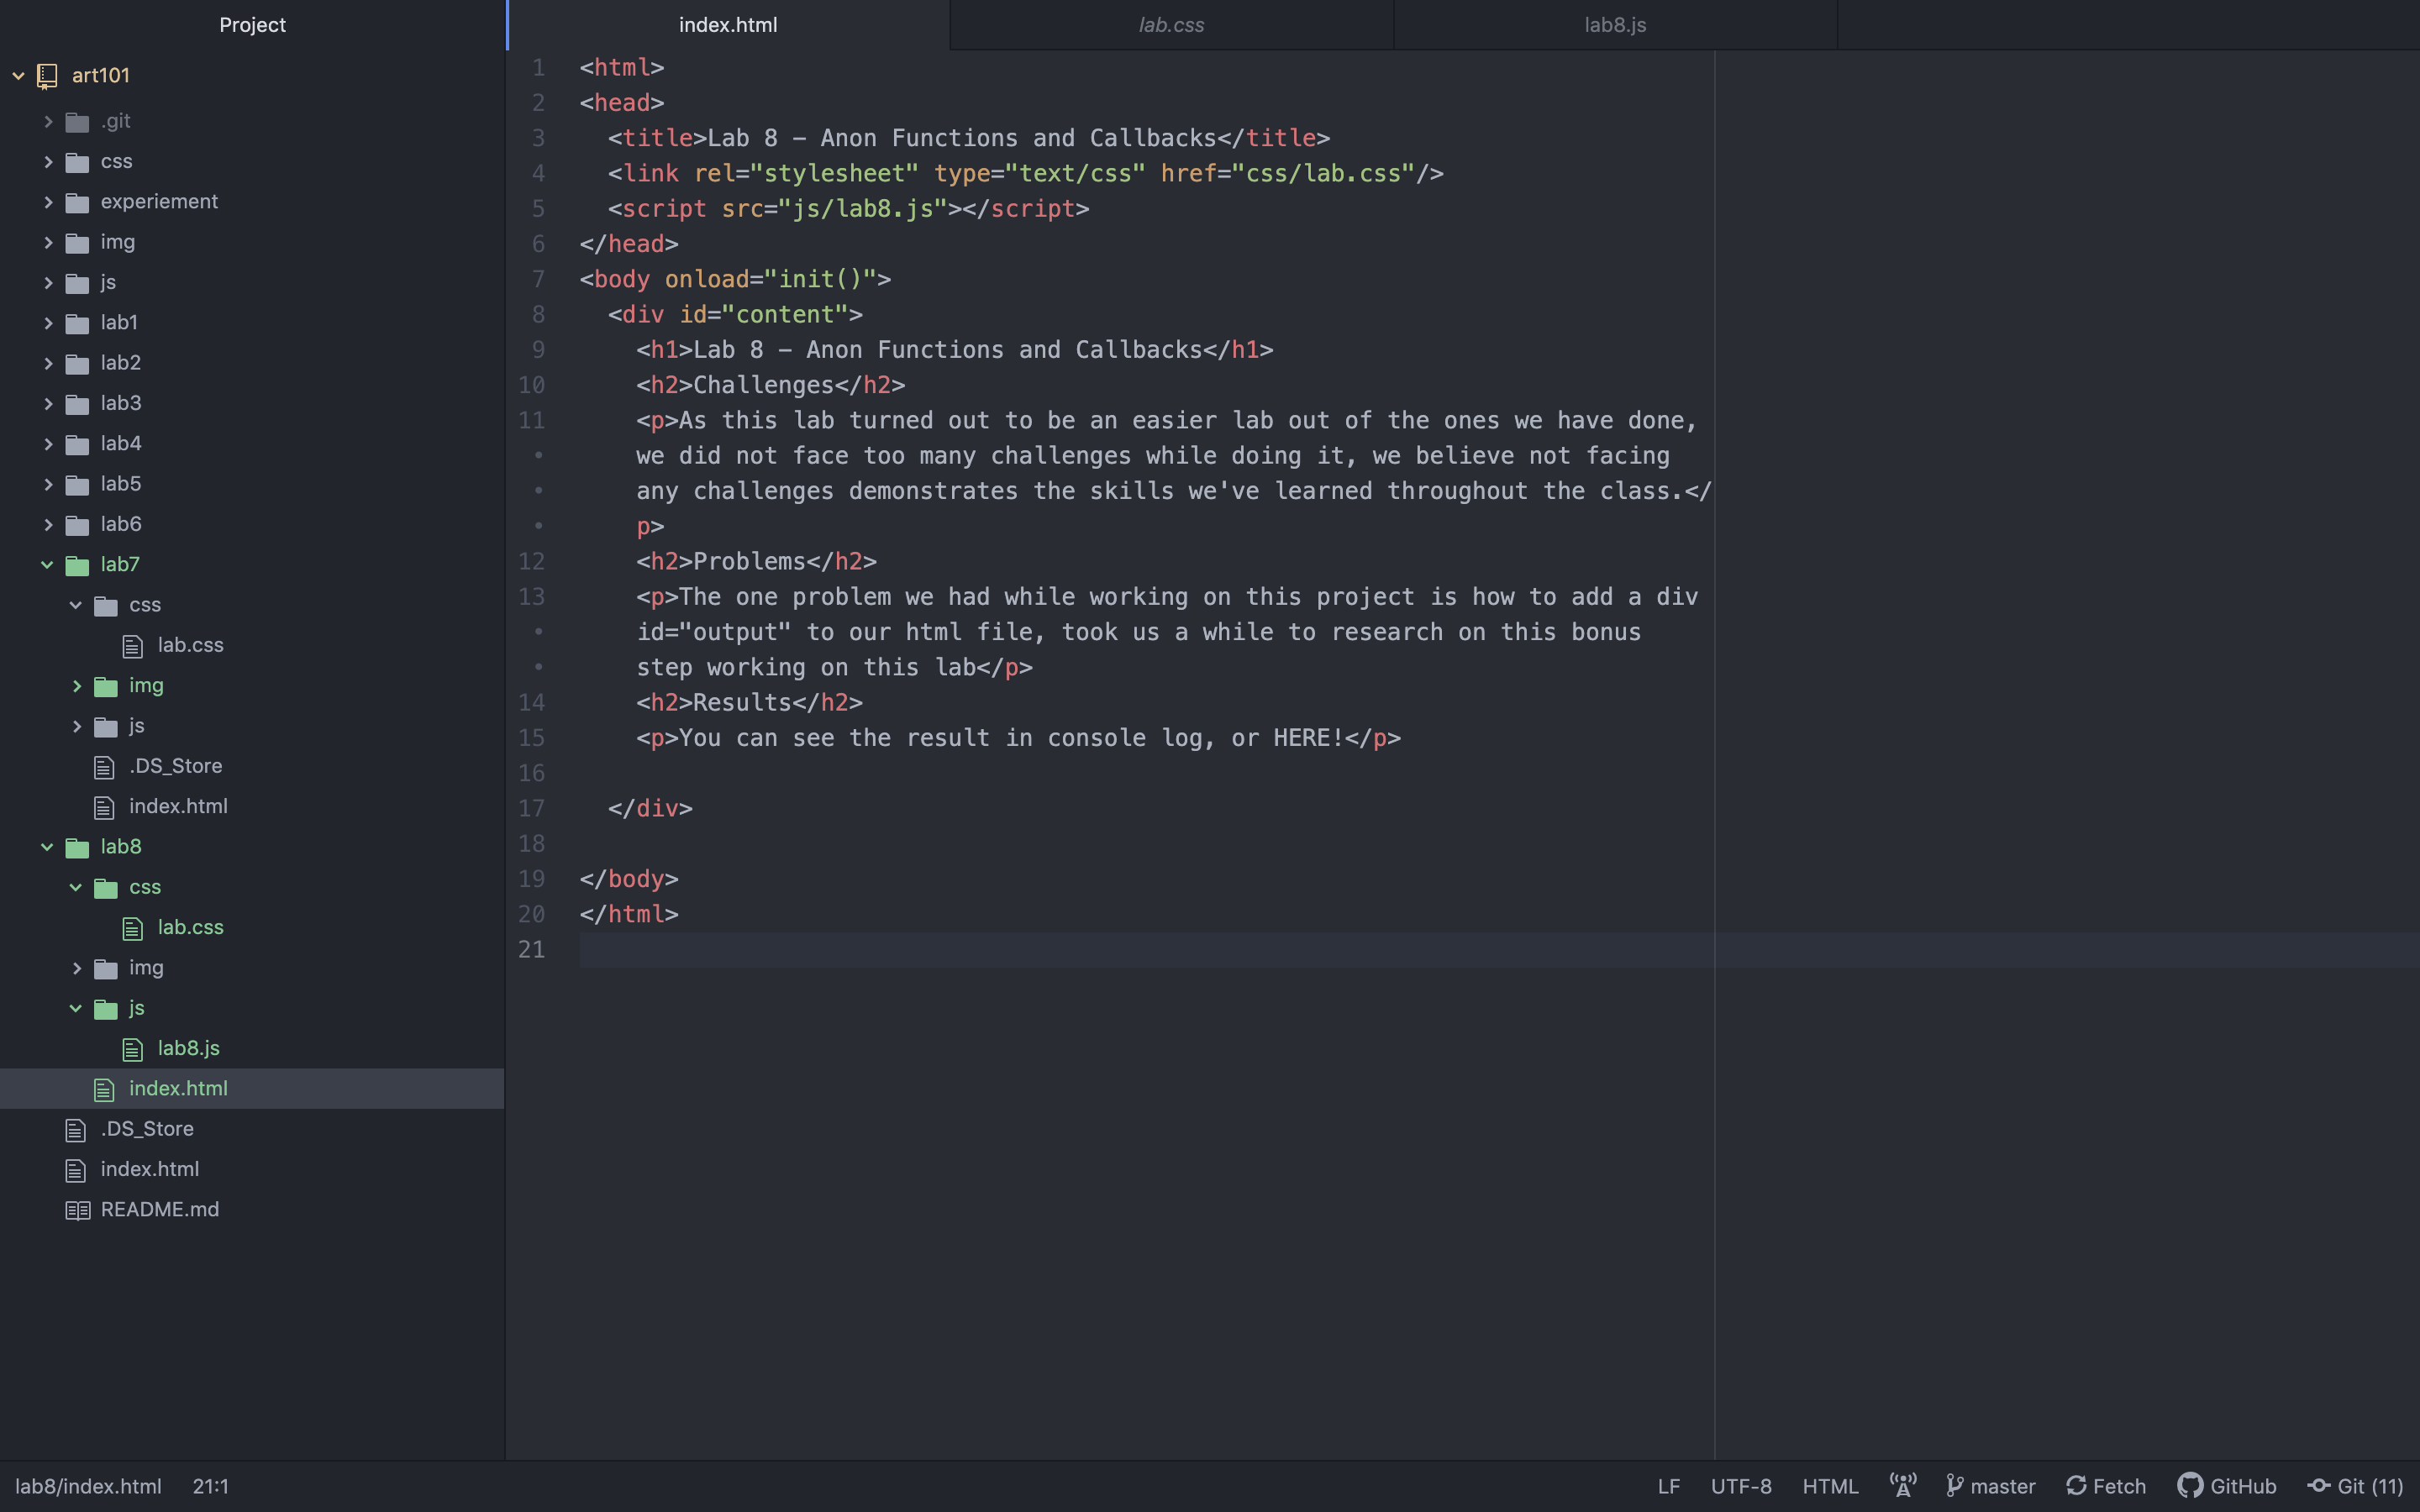 Project
art101
.git
css
experiement
img
js
lab1
lab2
lab3
lab4
lab5
lab6
lab7
css
lab.css
img
js
.DS_Store
index.html
lab8
css
lab.css
img
js
lab8.js
index.html
.DS_Store
index.html
README.md
index.html
lab.css
lab8.js
1 <html>
2 <head>
3 <title>Lab 8 – Anon Functions and Callbacks</title>
4 <link rel="stylesheet" type="text/css" href="css/lab.css"/>
5 <script src="js/lab8.js"></script>
6 </head>
7 <body onload="init()">
8 <div id="content">
9 <h1>Lab 8 – Anon Functions and Callbacks</h1>
10 <h2>Challenges</h2>
11 <p>As this lab turned out to be an easier lab out of the ones we have done,
• we did not face too many challenges while doing it, we believe not facing
• any challenges demonstrates the skills we've learned throughout the class.</
• p>
12 <h2>Problems</h2>
13 <p>The one problem we had while working on this project is how to add a div
• id="output" to our html file, took us a while to research on this bonus
• step working on this lab</p>
14 <h2>Results</h2>
15 <p>You can see the result in console log, or HERE!</p>
16
17 </div>
18
19 </body>
20 </html>
21
lab8/index.html 21:1
LF UTF-8 HTML master Fetch GitHub Git (11)